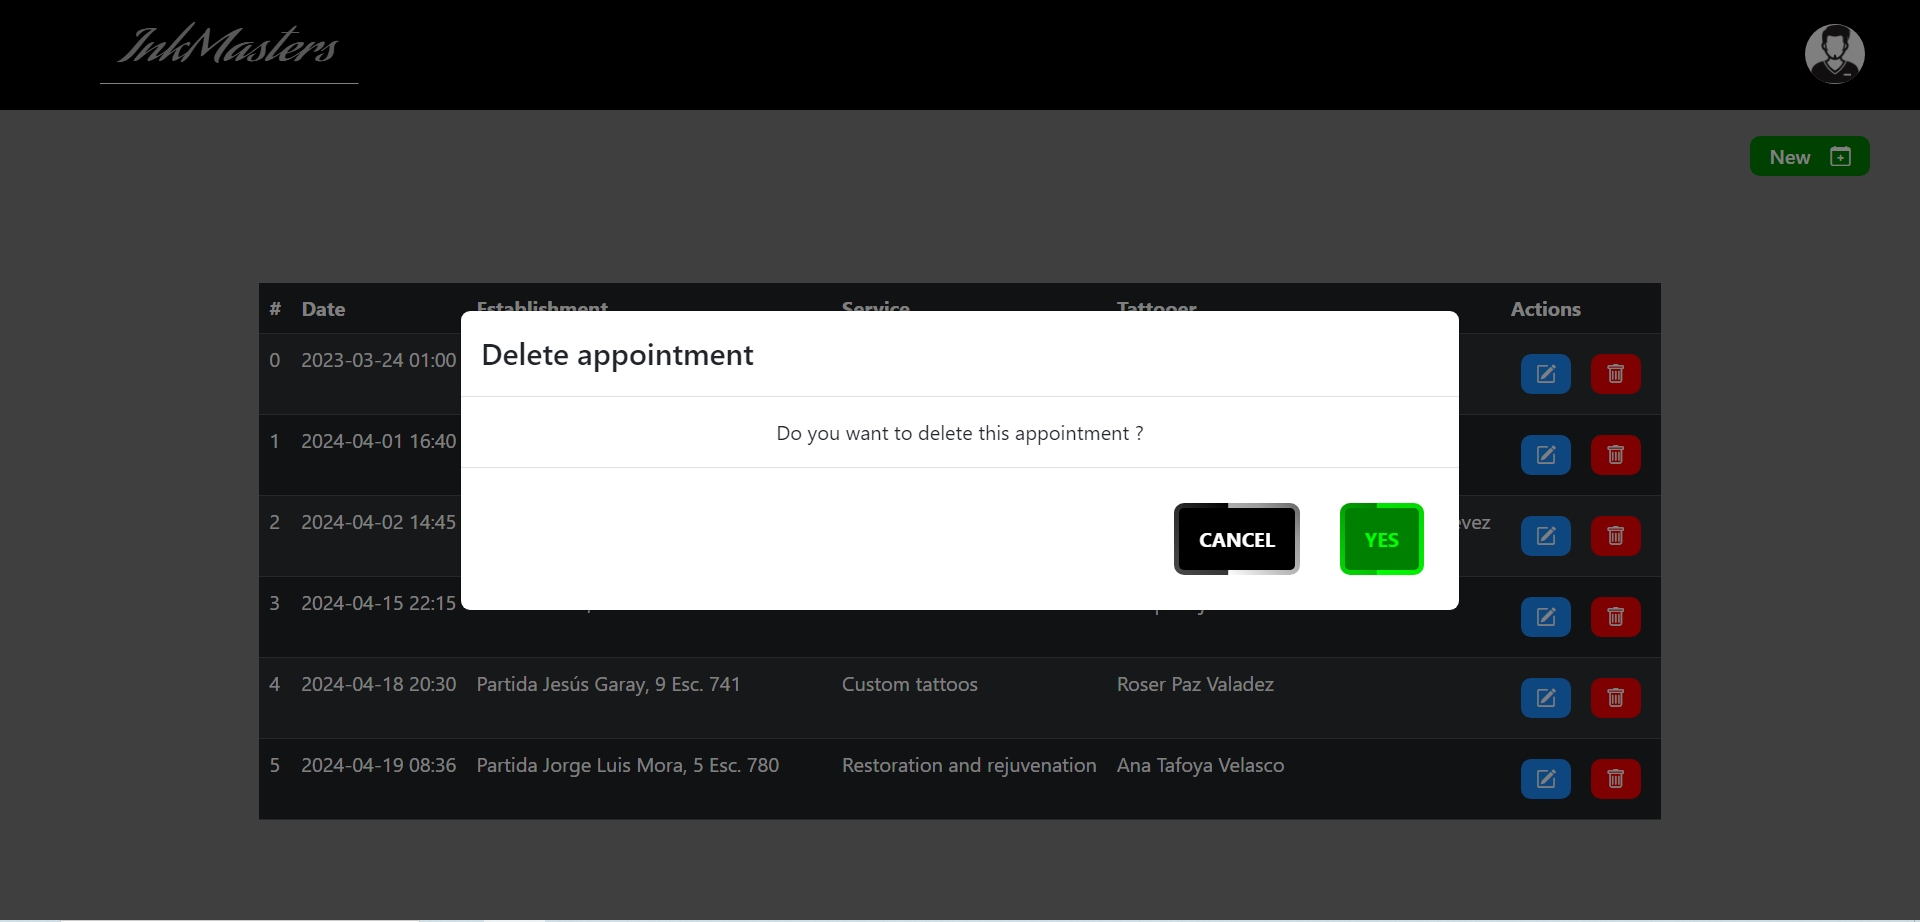 InkMasters
New
# Date Establishment Service Tattooer Actions
Delete appointment
0 2023-03-24 01:00
Do you want to delete this appointment ?
1 2024-04-01 16:40
2 2024-04-02 14:45
CANCEL YES
3 2024-04-15 22:15
4 2024-04-18 20:30 Partida Jesús Garay, 9 Esc. 741 Custom tattoos Roser Paz Valadez
5 2024-04-19 08:36 Partida Jorge Luis Mora, 5 Esc. 780 Restoration and rejuvenation Ana Tafoya Velasco